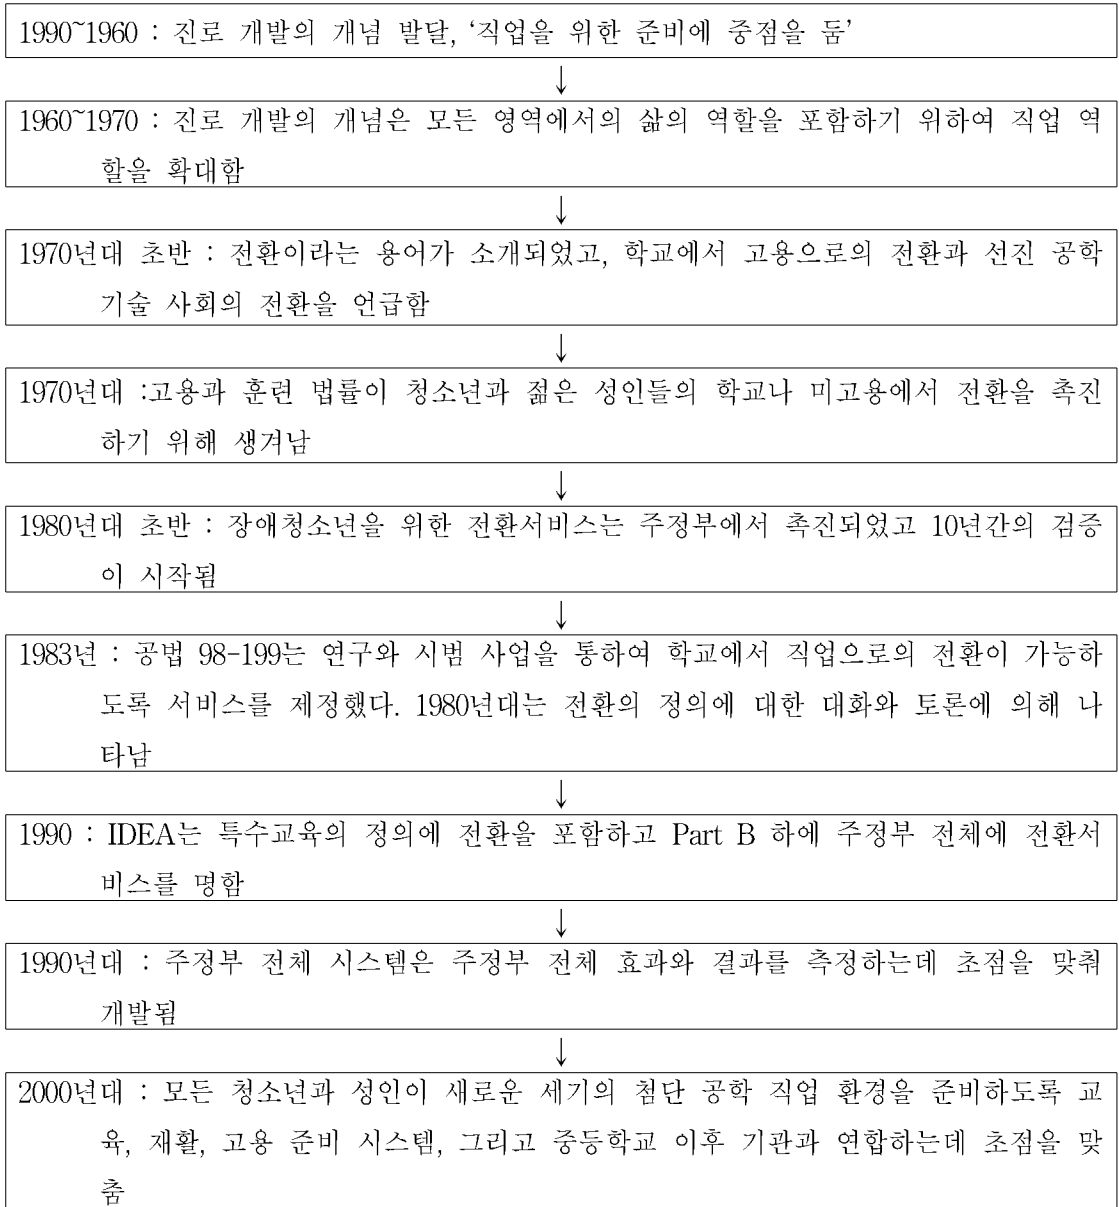 1990~1960 : 진로 개발의 개념 발달, ‘직업을 위한 준비에 중점을 둠’
↓
1960~1970 : 진로 개발의 개념은 모든 영역에서의 삶의 역할을 포함하기 위하여 직업 역
할을 확대함
↓
1970년대 초반 : 전환이라는 용어가 소개되었고, 학교에서 고용으로의 전환과 선진 공학
기술 사회의 전환을 언급함
↓
1970년대 :고용과 훈련 법률이 청소년과 젊은 성인들의 학교나 미고용에서 전환을 촉진
하기 위해 생겨남
↓
1980년대 초반 : 장애청소년을 위한 전환서비스는 주정부에서 촉진되었고 10년간의 검증
이 시작됨
↓
1983년 : 공법 98-199는 연구와 시범 사업을 통하여 학교에서 직업으로의 전환이 가능하
도록 서비스를 제정했다. 1980년대는 전환의 정의에 대한 대화와 토론에 의해 나
타남
↓
1990 : IDEA는 특수교육의 정의에 전환을 포함하고 Part B 하에 주정부 전체에 전환서
비스를 명함
↓
1990년대 : 주정부 전체 시스템은 주정부 전체 효과와 결과를 측정하는데 초점을 맞춰
개발됨
↓
2000년대 : 모든 청소년과 성인이 새로운 세기의 첨단 공학 직업 환경을 준비하도록 교
육, 재활, 고용 준비 시스템, 그리고 중등학교 이후 기관과 연합하는데 초점을 맞
춤